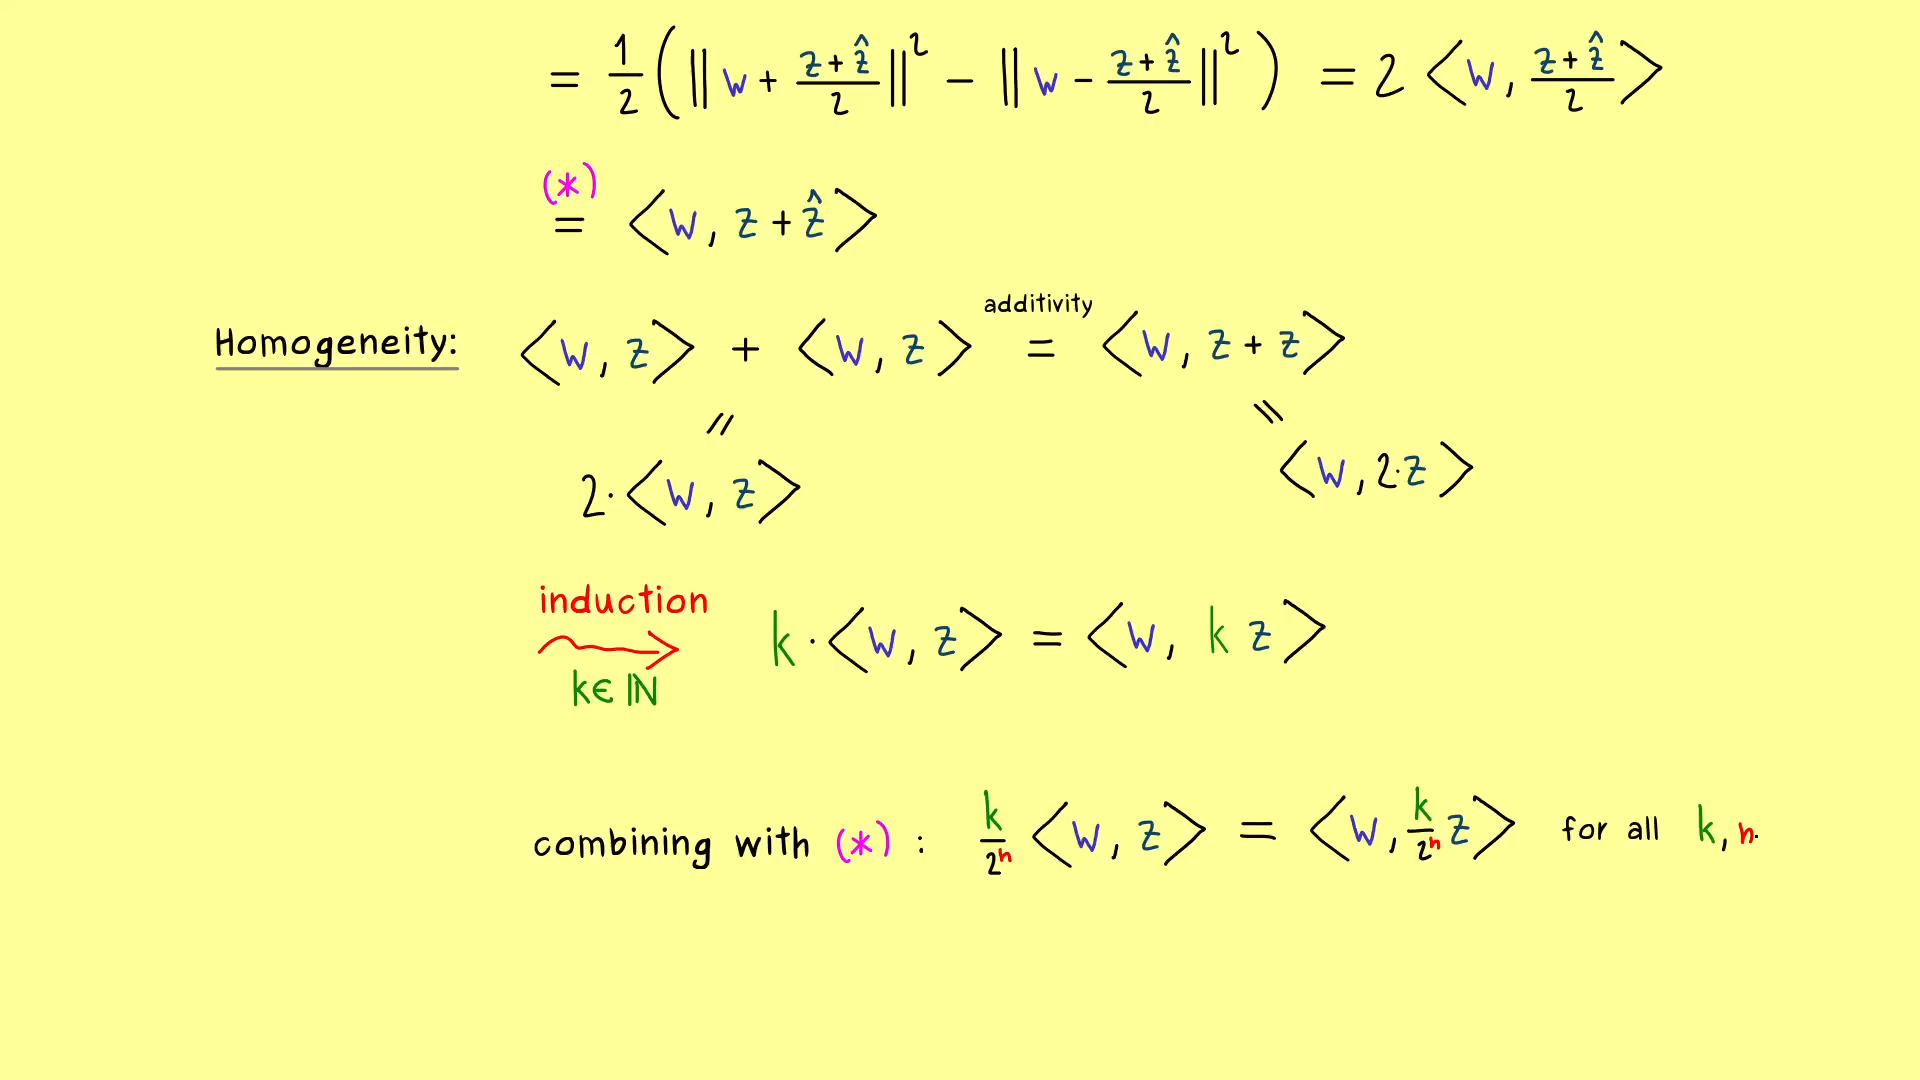 = 1/2 ( ‖ w + (z + ẑ)/2 ‖² − ‖ w − (z + ẑ)/2 ‖² ) = 2 ⟨w, (z + ẑ)/2⟩
(*)
= ⟨w, z + ẑ⟩
Homogeneity: ⟨w, z⟩ + ⟨w, z⟩ additivity = ⟨w, z + z⟩
= =
2·⟨w, z⟩ ⟨w, 2·z⟩
induction
k·⟨w, z⟩ = ⟨w, k z⟩
k∈ℕ
combining with (*) : k/2ⁿ ⟨w, z⟩ = ⟨w, k/2ⁿ z⟩ for all k, n